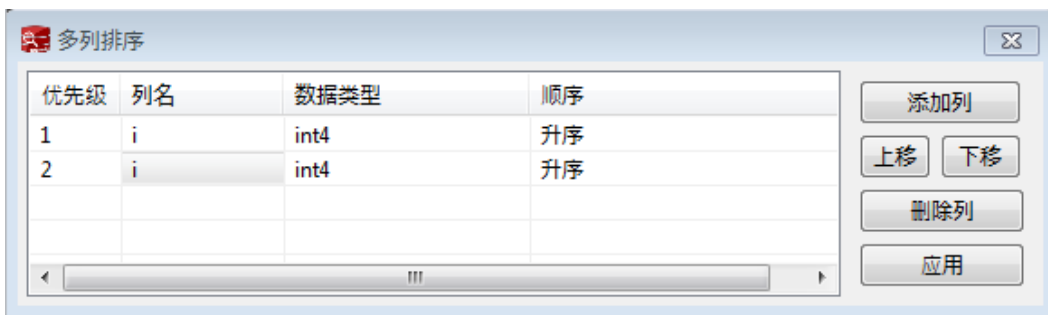 多列排序
优先级 列名 数据类型 顺序
1 i int4 升序
2 i int4 升序
添加列
上移 下移
删除列
应用